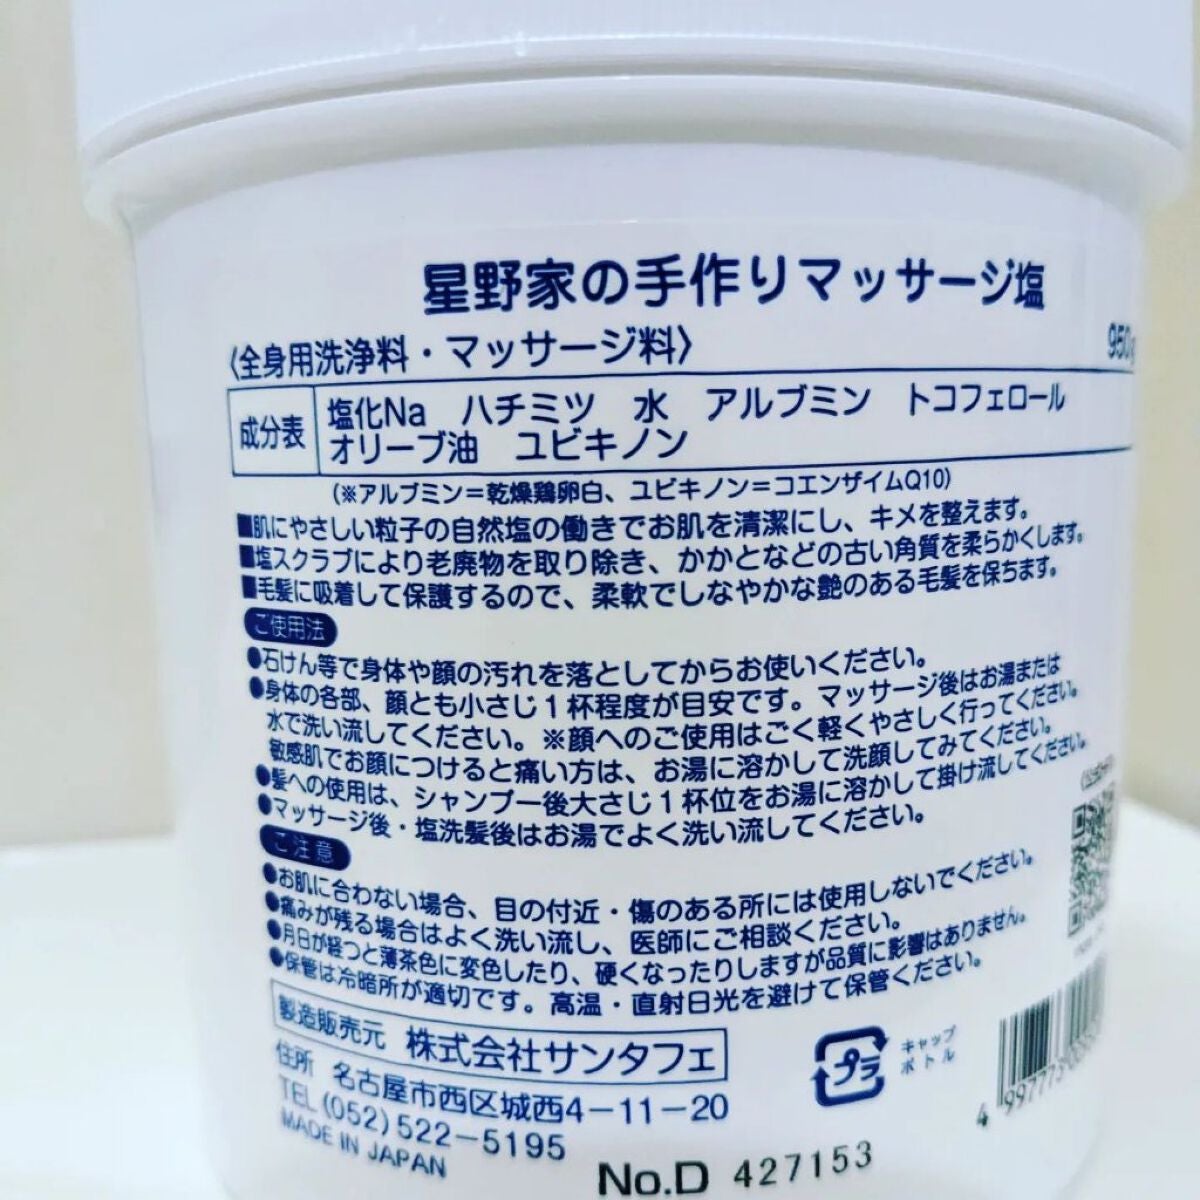 星野家の手作りマッサージ塩
〈全身用洗浄料・マッサージ料〉 950g
成分表 塩化Na ハチミツ 水 アルブミン トコフェロール
オリーブ油 ユビキノン
(※アルブミン=乾燥鶏卵白、ユビキノン=コエンザイムQ10)
■肌にやさしい粒子の自然塩の働きでお肌を清潔にし、キメを整えます。
■塩スクラブにより老廃物を取り除き、かかとなどの古い角質を柔らかくします。
■毛髪に吸着して保護するので、柔軟でしなやかな艶のある毛髪を保ちます。
ご使用法
●石けん等で身体や顔の汚れを落としてからお使いください。
●身体の各部、顔とも小さじ1杯程度が目安です。マッサージ後はお湯または
水で洗い流してください。※顔へのご使用はごく軽くやさしく行ってください。
敏感肌でお顔につけると痛い方は、お湯に溶かして洗顔してみてください。
●髪への使用は、シャンプー後大さじ1杯位をお湯に溶かして掛け流してください。
●マッサージ後・塩洗髪後はお湯でよく洗い流してください。
ご注意
●お肌に合わない場合、目の付近・傷のある所には使用しないでください。
●痛みが残る場合はよく洗い流し、医師にご相談ください。
●月日が経つと薄茶色に変色したり、硬くなったりしますが品質に影響はありません。
●保管は冷暗所が適切です。高温・直射日光を避けて保管ください。
製造販売元 株式会社サンタフェ
住所 名古屋市西区城西4-11-20
TEL(052)522-5195
MADE IN JAPAN
プラ
キャップ
ボトル
No.D 427153